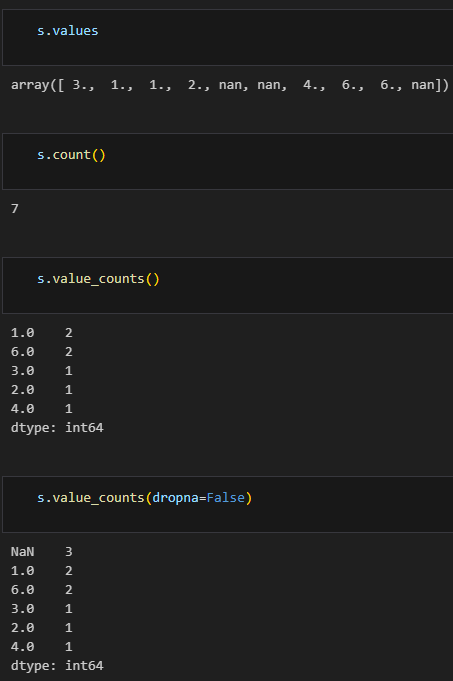 s.values
array([ 3.,  1.,  1.,  2., nan, nan,  4.,  6.,  6., nan])
s.count()
7
s.value_counts()
1.0    2
6.0    2
3.0    1
2.0    1
4.0    1
dtype: int64
s.value_counts(dropna=False)
NaN    3
1.0    2
6.0    2
3.0    1
2.0    1
4.0    1
dtype: int64